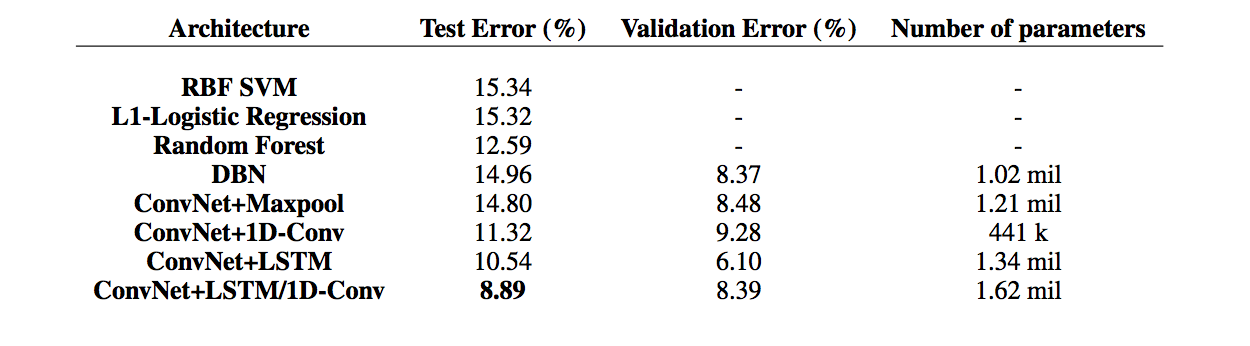 Architecture Test Error (%) Validation Error (%) Number of parameters
RBF SVM 15.34 - -
L1-Logistic Regression 15.32 - -
Random Forest 12.59 - -
DBN 14.96 8.37 1.02 mil
ConvNet+Maxpool 14.80 8.48 1.21 mil
ConvNet+1D-Conv 11.32 9.28 441 k
ConvNet+LSTM 10.54 6.10 1.34 mil
ConvNet+LSTM/1D-Conv 8.89 8.39 1.62 mil